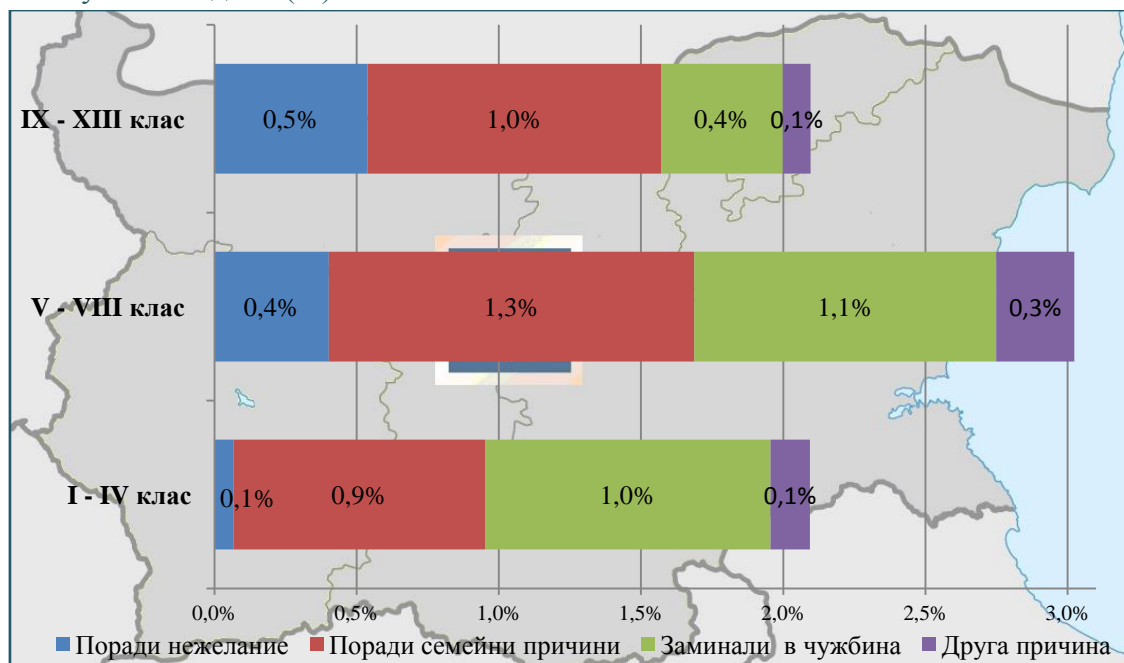 IX - XIII клас
0,5% 1,0% 0,4% 0,1%
V - VIII клас
0,4% 1,3% 1,1% 0,3%
I - IV клас
0,1% 0,9% 1,0% 0,1%
0,0% 0,5% 1,0% 1,5% 2,0% 2,5% 3,0%
Поради нежелание Поради семейни причини Заминали в чужбина Друга причина